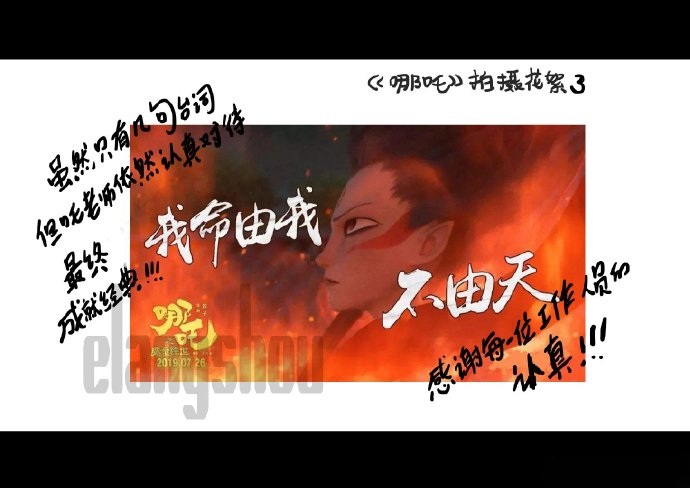 《哪吒》拍摄花絮3
虽然只有几句台词
但吒老师依然认真对待
最终
成就经典!!!
我命由我
不由天
哪吒
之
魔童降世
2019.07.26
elangshou
感谢每一位工作人员的
认真!!!